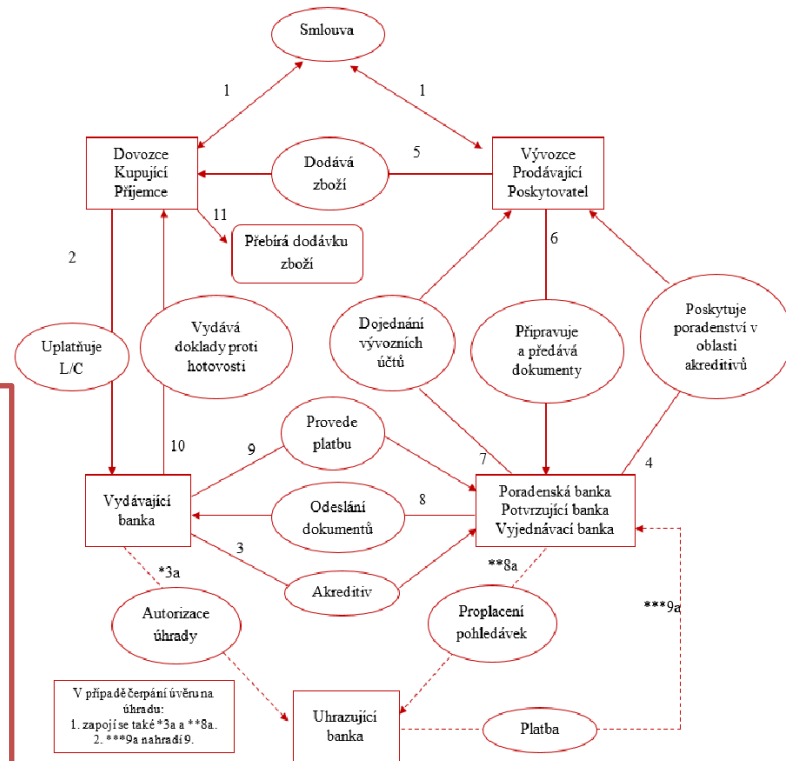 Smlouva
1
1
Dovozce
Kupující
Příjemce
Dodává
zboží
5
Vývozce
Prodávající
Poskytovatel
11
Přebírá dodávku
zboží
2
6
Uplatňuje
L/C
Vydává
doklady proti
hotovosti
Dojednání
vývozních
účtů
Připravuje
a předává
dokumenty
Poskytuje
poradenství v
oblasti
akreditivů
10
9
Provede
platbu
7
4
Vydávající
banka
Odeslání
dokumentů
8
Poradenská banka
Potvrzující banka
Vyjednávací banka
3
Akreditiv
*3a
**8a
***9a
Autorizace
úhrady
Proplacení
pohledávek
V případě čerpání úvěru na
úhradu:
1. zapojí se také *3a a **8a.
2. ***9a nahradí 9.
Uhrazující
banka
Platba